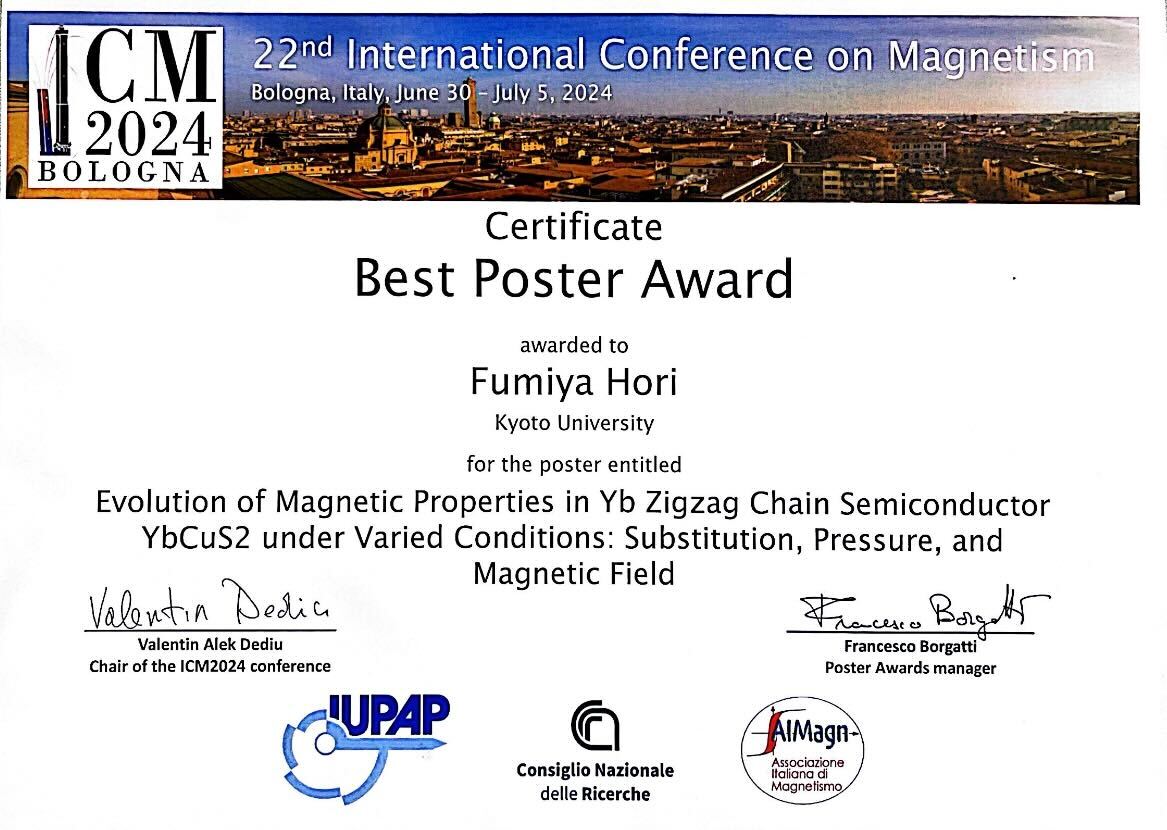 ICM
2024
BOLOGNA
22nd International Conference on Magnetism
Bologna, Italy, June 30 - July 5, 2024
Certificate
Best Poster Award
awarded to
Fumiya Hori
Kyoto University
for the poster entitled
Evolution of Magnetic Properties in Yb Zigzag Chain Semiconductor
YbCuS2 under Varied Conditions: Substitution, Pressure, and
Magnetic Field
Valentin Dediu
Valentin Alek Dediu
Chair of the ICM2024 conference
Francesco Borgatti
Francesco Borgatti
Poster Awards manager
IUPAP
Consiglio Nazionale
delle Ricerche
AIMagn
Associazione
Italiana di
Magnetismo